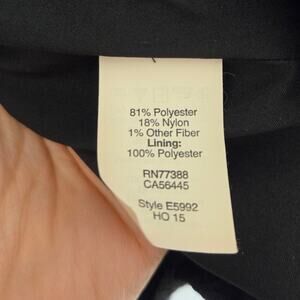 81% Polyester
18% Nylon
1% Other Fiber
Lining:
100% Polyester
RN77388
CA56445
Style E5992
HO 15